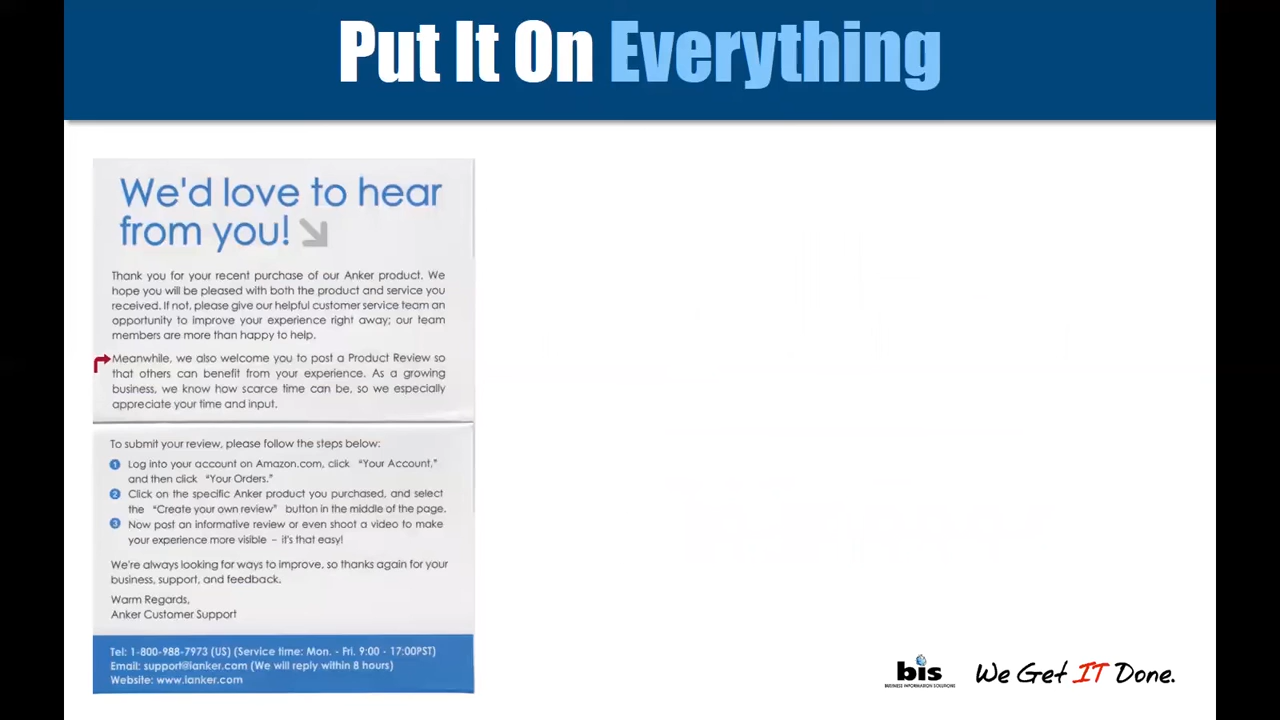 Put It On Everything
We'd love to hear
from you!
Thank you for your recent purchase of our Anker product. We
hope you will be pleased with both the product and service you
received. If not, please give our helpful customer service team an
opportunity to improve your experience right away; our team
members are more than happy to help.
Meanwhile, we also welcome you to post a Product Review so
that others can benefit from your experience. As a growing
business, we know how scarce time can be, so we especially
appreciate your time and input.
To submit your review, please follow the steps below:
1 Log into your account on Amazon.com, click “Your Account,”
and then click “Your Orders.”
2 Click on the specific Anker product you purchased, and select
the “Create your own review” button in the middle of the page.
3 Now post an informative review or even shoot a video to make
your experience more visible – it's that easy!
We're always looking for ways to improve, so thanks again for your
business, support, and feedback.
Warm Regards,
Anker Customer Support
Tel: 1-800-988-7973 (US) (Service time: Mon. - Fri. 9:00 - 17:00PST)
Email: support@ianker.com (We will reply within 8 hours)
Website: www.ianker.com
bis
BUSINESS INFORMATION SOLUTIONS
We Get IT Done.